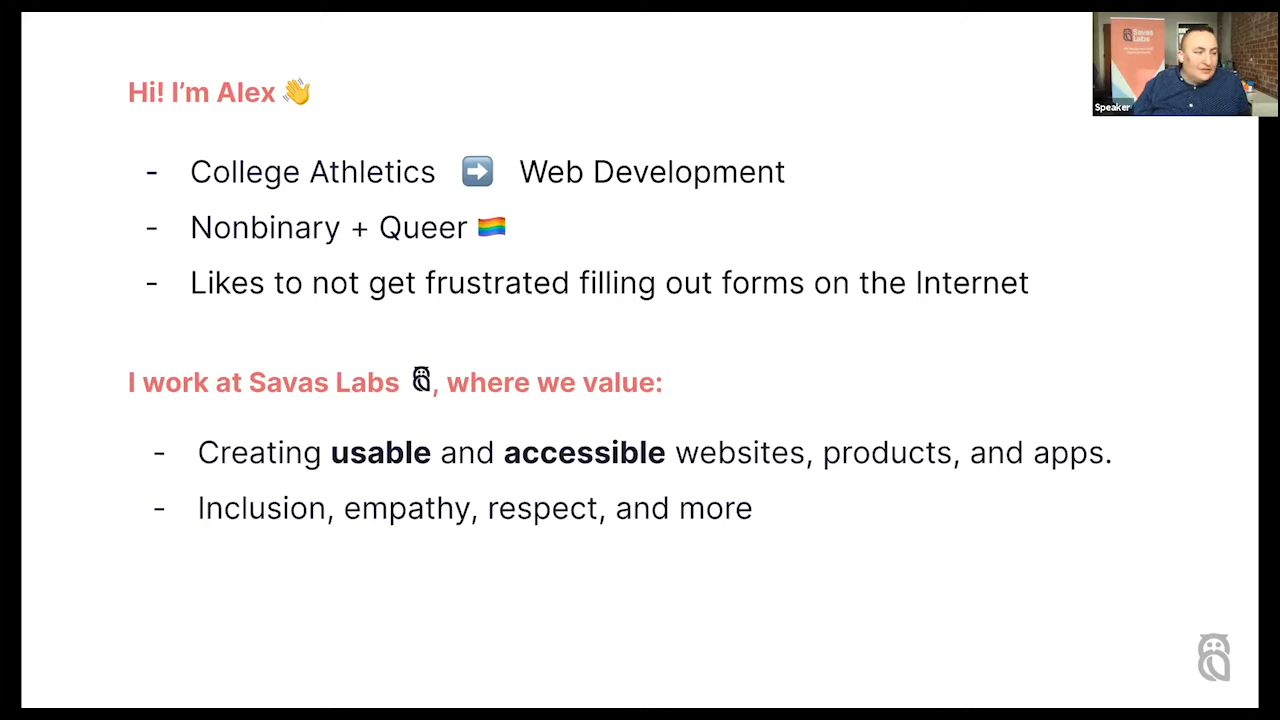 Hi! I'm Alex 👋
- College Athletics ➡️ Web Development
- Nonbinary + Queer 🏳️‍🌈
- Likes to not get frustrated filling out forms on the Internet
I work at Savas Labs , where we value:
- Creating usable and accessible websites, products, and apps.
- Inclusion, empathy, respect, and more
Savas
Labs
Speaker